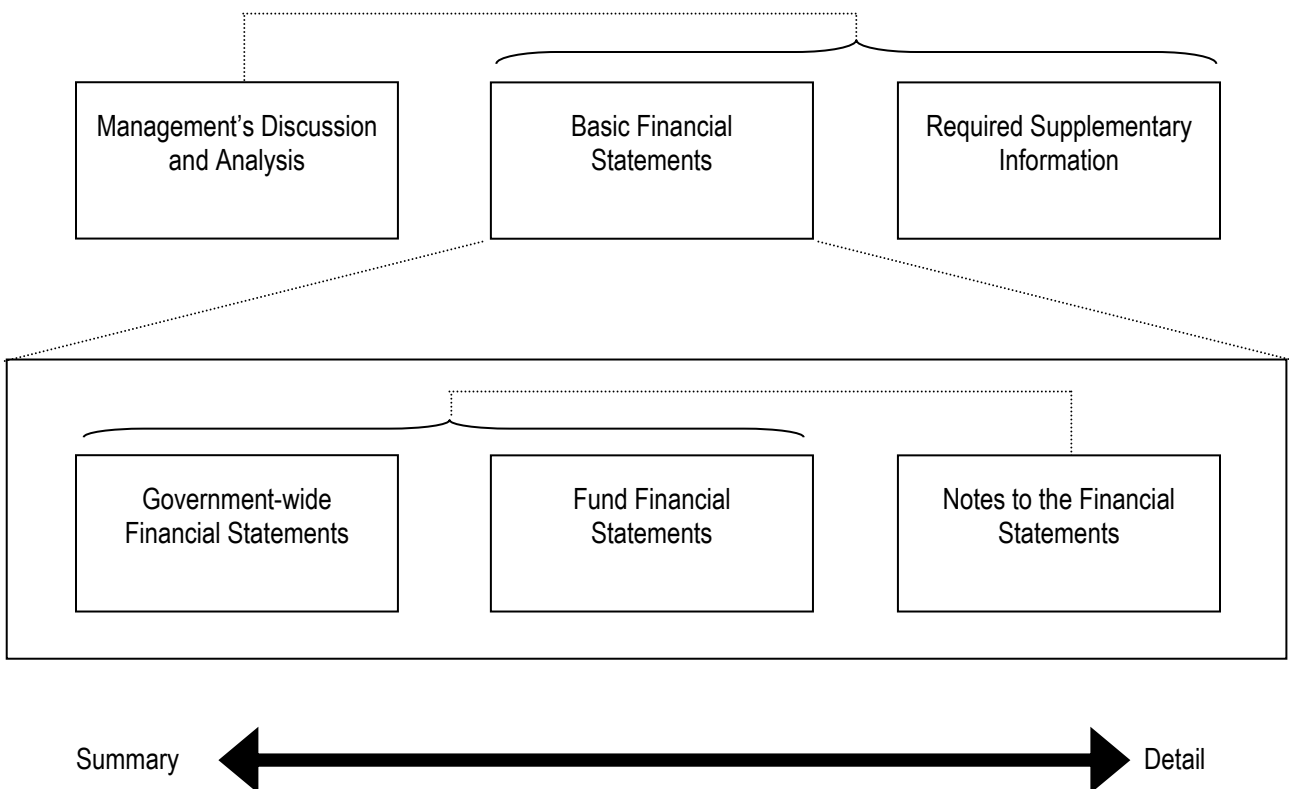 Management’s Discussion
and Analysis
Basic Financial
Statements
Required Supplementary
Information
Government-wide
Financial Statements
Fund Financial
Statements
Notes to the Financial
Statements
Summary
Detail